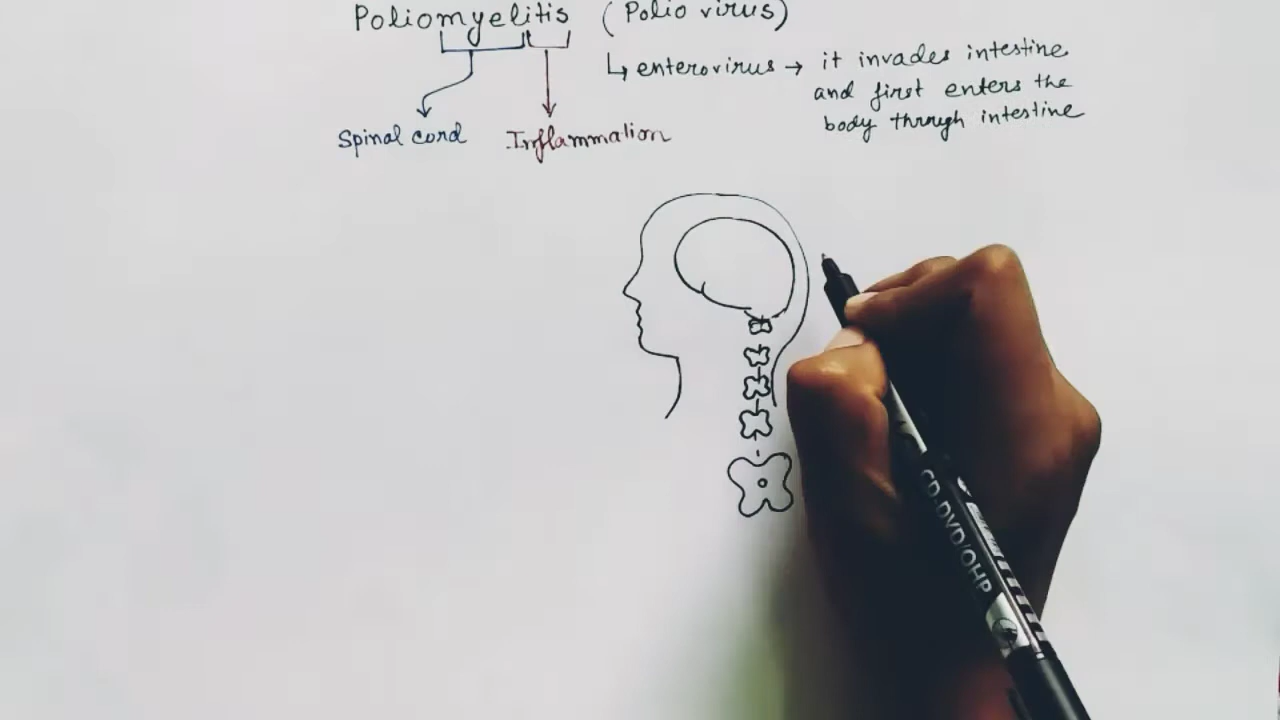 Poliomyelitis (Polio virus)
↳ enterovirus → it invades intestine
and first enters the
body through intestine
Spinal cord
Inflammation
CD-DVD/OHP